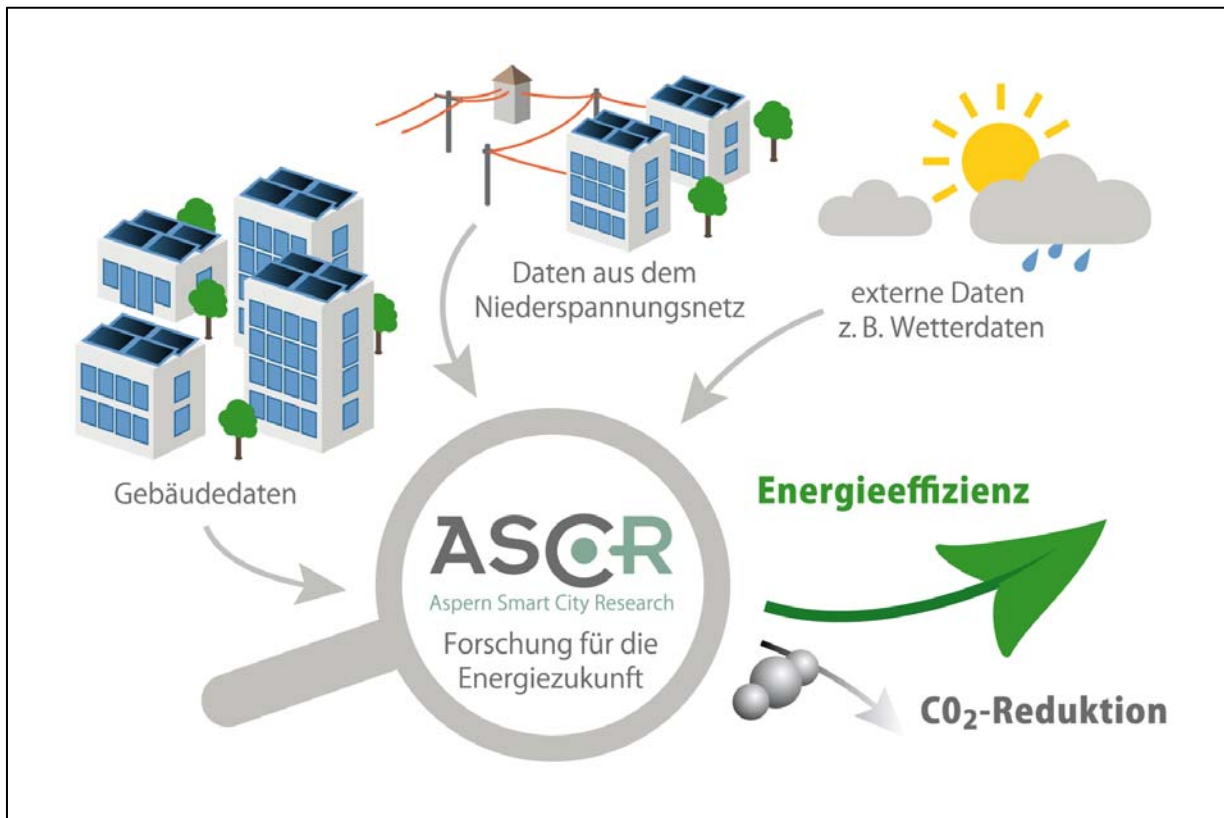 Daten aus dem
Niederspannungsnetz
externe Daten
z. B. Wetterdaten
Gebäudedaten
Energieeffizienz
ASCR
Aspern Smart City Research
Forschung für die
Energiezukunft
CO₂-Reduktion